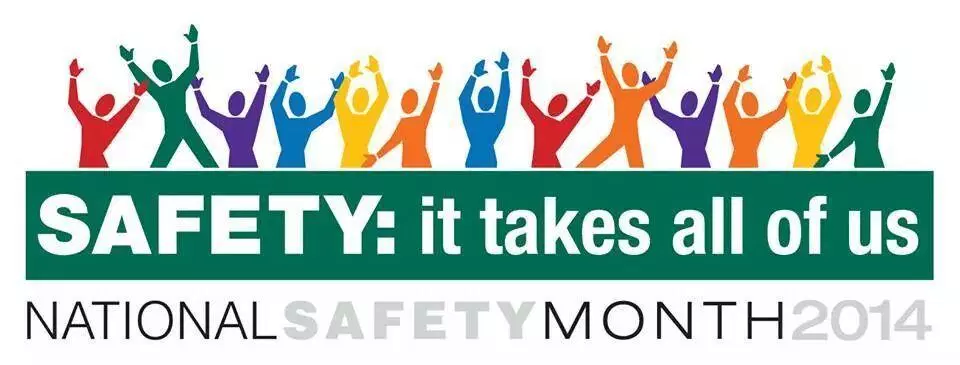 SAFETY: it takes all of us
NATIONALSAFETYMONTH2014